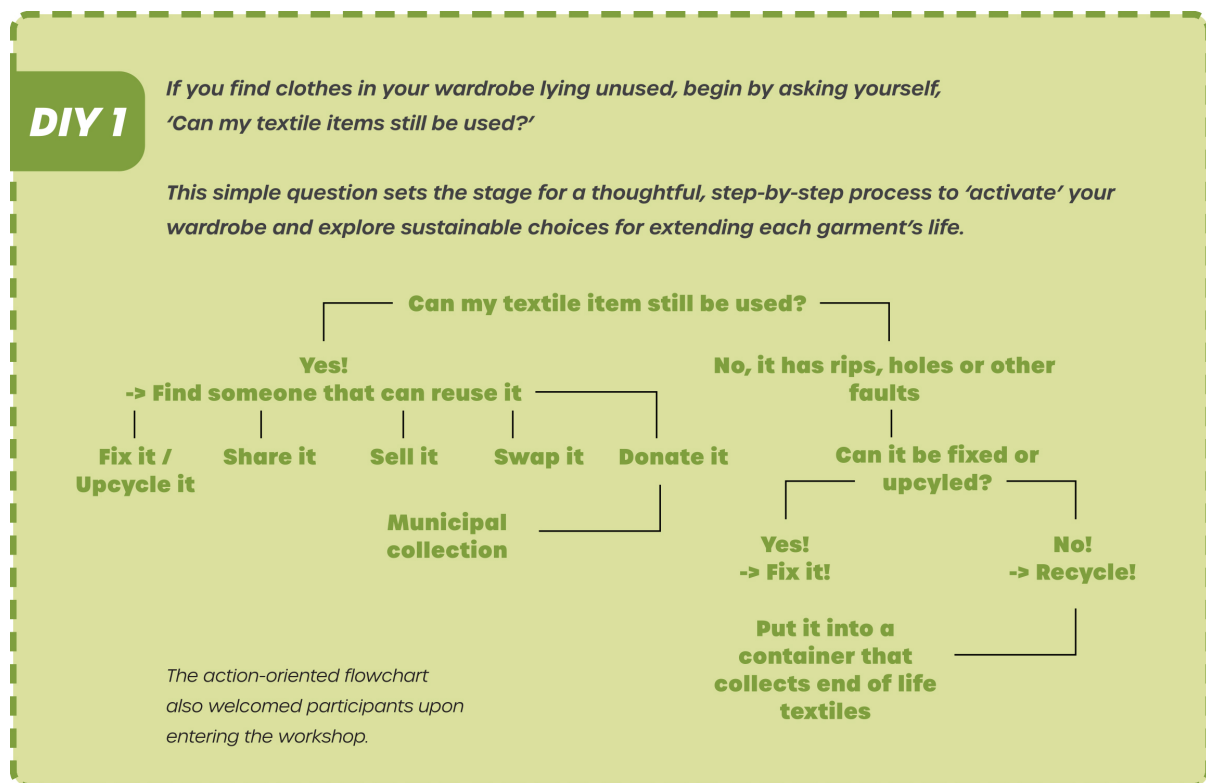 DIY 1
If you find clothes in your wardrobe lying unused, begin by asking yourself,
‘Can my textile items still be used?’
This simple question sets the stage for a thoughtful, step-by-step process to ‘activate’ your
wardrobe and explore sustainable choices for extending each garment’s life.
Can my textile item still be used?
Yes!
-> Find someone that can reuse it
Fix it /
Upcycle it
Share it
Sell it
Swap it
Donate it
Municipal
collection
No, it has rips, holes or other
faults
Can it be fixed or
upcyled?
Yes!
-> Fix it!
No!
-> Recycle!
Put it into a
container that
collects end of life
textiles
The action-oriented flowchart
also welcomed participants upon
entering the workshop.